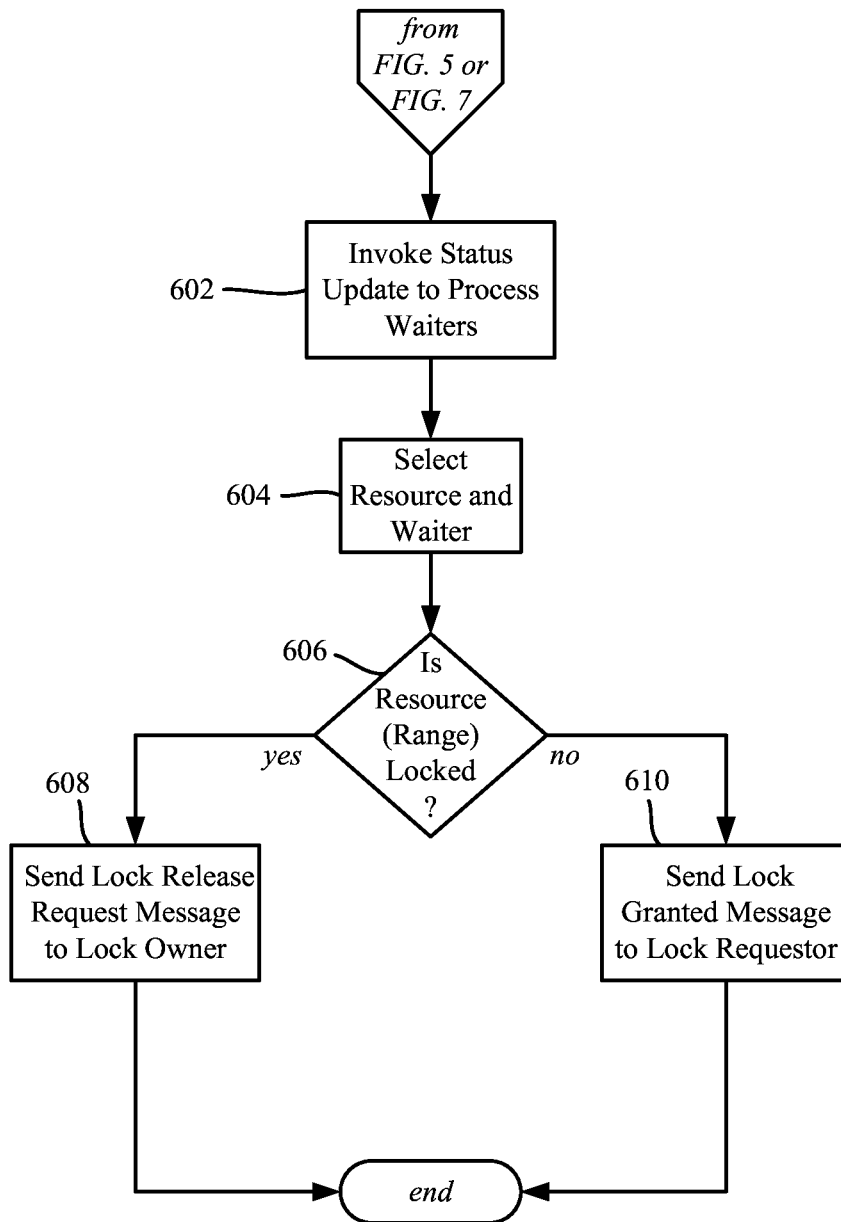 from
FIG. 5 or
FIG. 7
602
Invoke Status
Update to Process
Waiters
604
Select
Resource and
Waiter
606
Is
Resource
(Range)
Locked
?
yes
no
608
Send Lock Release
Request Message
to Lock Owner
610
Send Lock
Granted Message
to Lock Requestor
end